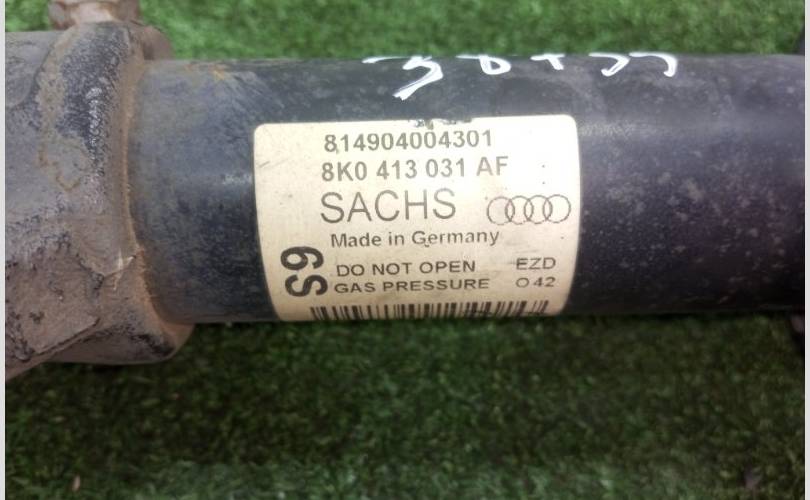 814904004301
8K0 413 031 AF
SACHS
Made in Germany
S9
DO NOT OPEN EZD
GAS PRESSURE O 42